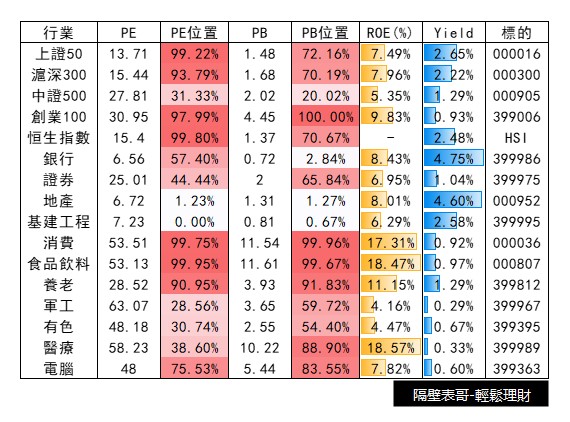 行業 PE PE位置 PB PB位置 ROE(%) Yield 標的
上證50 13.71 99.22% 1.48 72.16% 7.49% 2.65% 000016
滬深300 15.44 93.79% 1.68 70.19% 7.96% 2.22% 000300
中證500 27.81 31.33% 2.02 20.02% 5.35% 1.29% 000905
創業100 30.95 97.99% 4.45 100.00% 9.83% 0.93% 399006
恒生指數 15.4 99.80% 1.37 70.67% - 2.48% HSI
銀行 6.56 57.40% 0.72 2.84% 8.43% 4.75% 399986
證券 25.01 44.44% 2 65.84% 6.95% 1.04% 399975
地產 6.72 1.23% 1.31 1.27% 8.01% 4.60% 000952
基建工程 7.23 0.00% 0.81 0.67% 6.29% 2.58% 399995
消費 53.51 99.75% 11.54 99.96% 17.31% 0.92% 000036
食品飲料 53.13 99.95% 11.61 99.67% 18.47% 0.97% 000807
養老 28.52 90.95% 3.93 91.83% 11.15% 1.29% 399812
軍工 63.07 28.56% 3.65 59.72% 4.16% 0.29% 399967
有色 48.18 30.74% 2.55 54.40% 4.47% 0.67% 399395
醫療 58.23 38.60% 10.22 88.90% 18.57% 0.33% 399989
電腦 48 75.53% 5.44 83.55% 7.82% 0.60% 399363
隔壁表哥-輕鬆理財